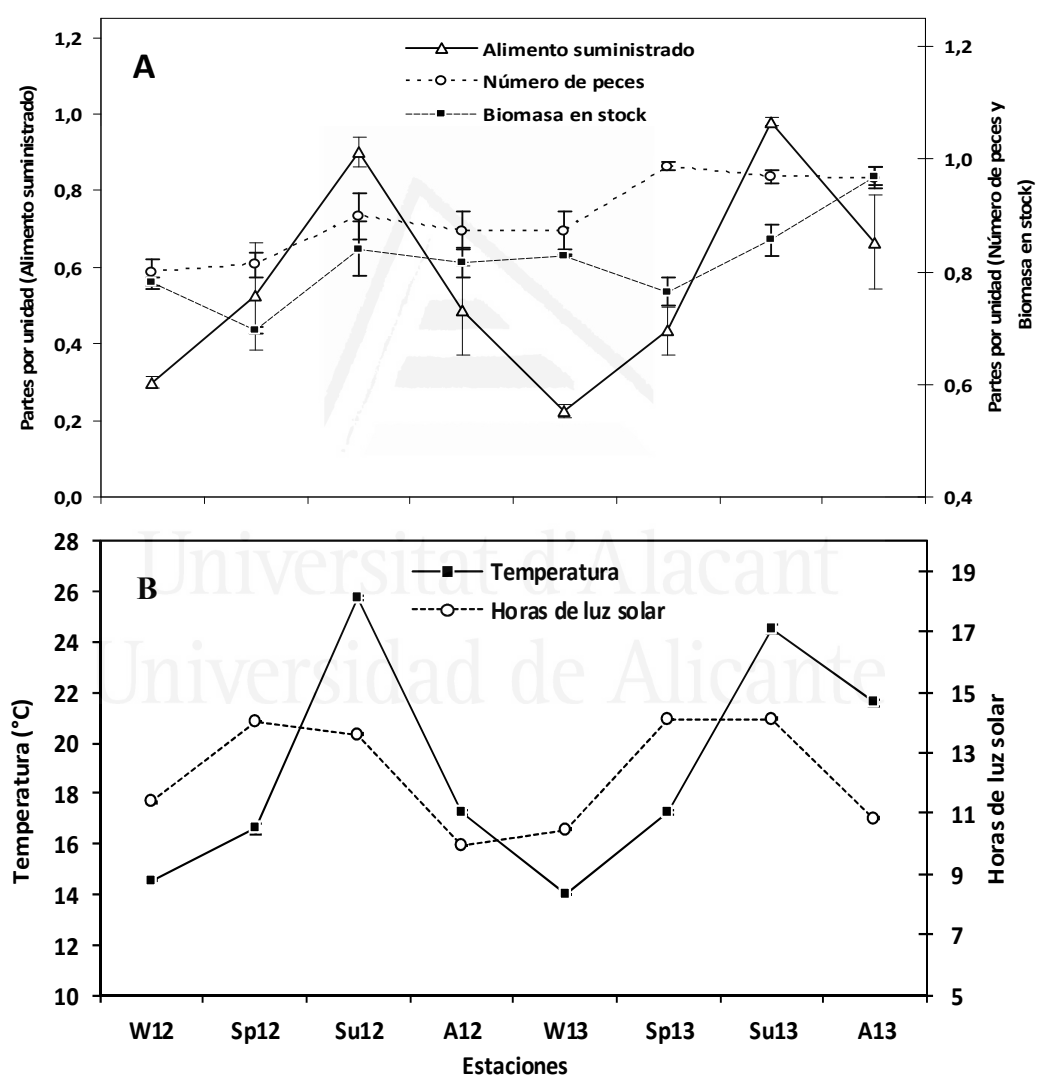 A
Alimento suministrado
Número de peces
Biomasa en stock
Partes por unidad (Alimento suministrado)
1,2
1,0
0,8
0,6
0,4
0,2
0,0
Partes por unidad (Número de peces y
Biomasa en stock)
1,2
1,0
0,8
0,6
0,4
Universitat d'Alacant
Universidad de Alicante
B
Temperatura
Horas de luz solar
Temperatura (°C)
28
26
24
22
20
18
16
14
12
10
Horas de luz solar
19
17
15
13
11
9
7
5
W12 Sp12 Su12 A12 W13 Sp13 Su13 A13
Estaciones